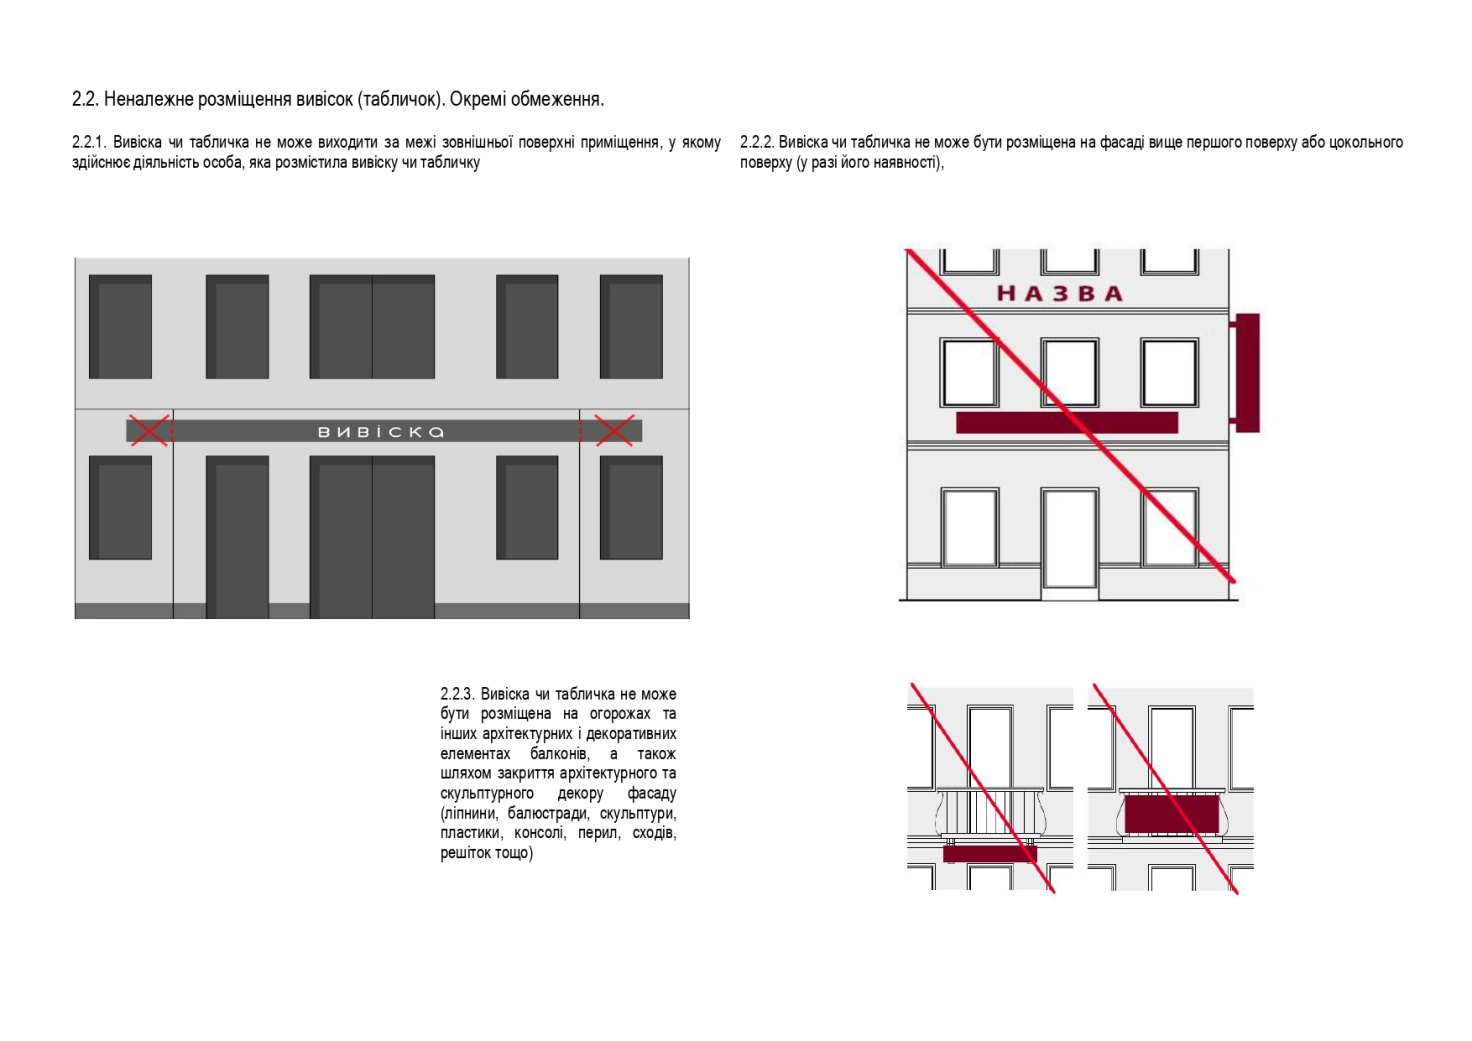 2.2. Неналежне розміщення вивісок (табличок). Окремі обмеження.
2.2.1. Вивіска чи табличка не може виходити за межі зовнішньої поверхні приміщення, у якому
здійснює діяльність особа, яка розмістила вивіску чи табличку
2.2.2. Вивіска чи табличка не може бути розміщена на фасаді вище першого поверху або цокольного
поверху (у разі його наявності),
вивіска
НАЗВА
2.2.3. Вивіска чи табличка не може
бути розміщена на огорожах та
інших архітектурних і декоративних
елементах балконів, а також
шляхом закриття архітектурного та
скульптурного декору фасаду
(ліпнини, балюстради, скульптури,
пластики, консолі, перил, сходів,
решіток тощо)